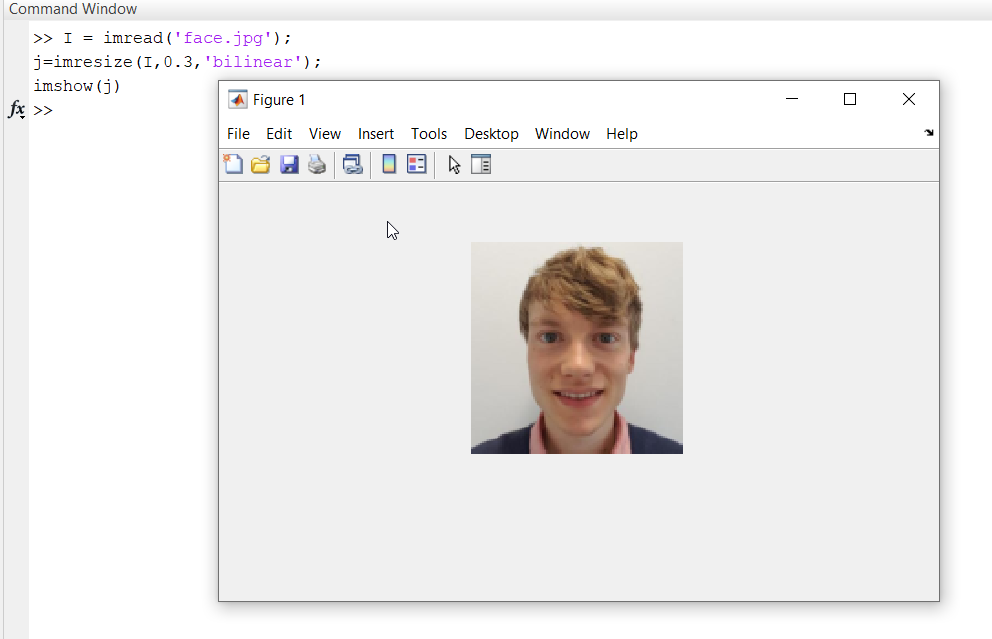 Command Window
>> I = imread('face.jpg');
j=imresize(I,0.3,'bilinear');
imshow(j)
fx >>
Figure 1
File Edit View Insert Tools Desktop Window Help